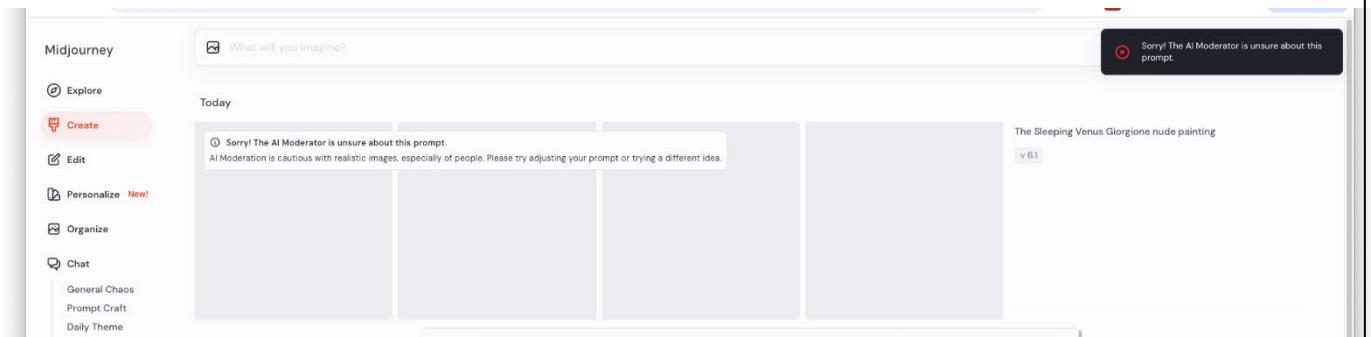 Midjourney
What will you imagine?
Sorry! The AI Moderator is unsure about this
prompt.
Explore
Create
Edit
Personalize New!
Organize
Chat
General Chaos
Prompt Craft
Daily Theme
Today
Sorry! The AI Moderator is unsure about this prompt.
AI Moderation is cautious with realistic images, especially of people. Please try adjusting your prompt or trying a different idea.
The Sleeping Venus Giorgione nude painting
v 6.1